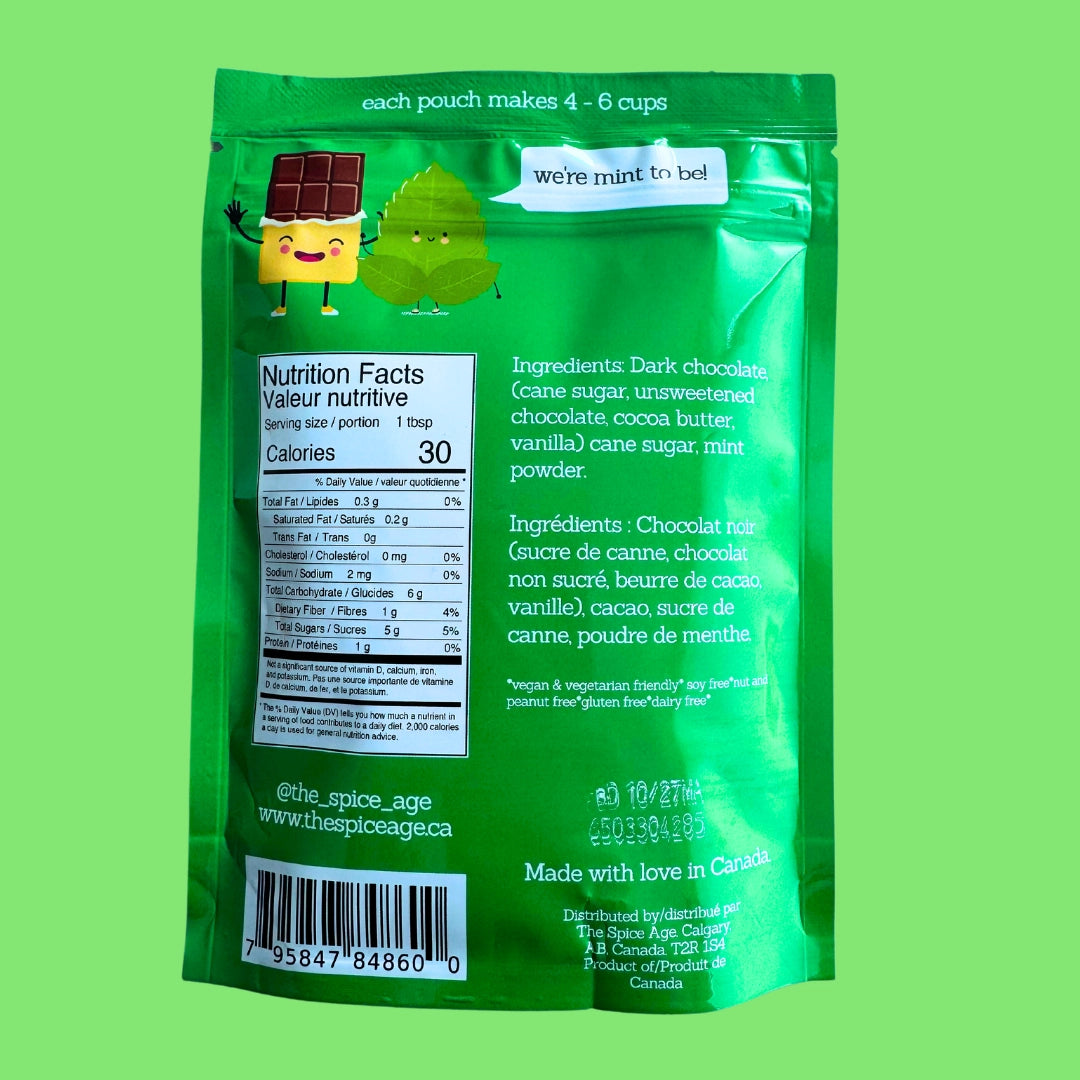 each pouch makes 4 - 6 cups
we're mint to be!
Nutrition Facts
Valeur nutritive
Serving size / portion 1 tbsp
Calories 30
% Daily Value / valeur quotidienne *
Total Fat / Lipides 0.3 g 0%
Saturated Fat / Saturés 0.2 g
Trans Fat / Trans 0g
Cholesterol / Cholestérol 0 mg 0%
Sodium / Sodium 2 mg 0%
Total Carbohydrate / Glucides 6 g
Dietary Fiber / Fibres 1 g 4%
Total Sugars / Sucres 5 g 5%
Protein / Protéines 1 g 0%
Not a significant source of vitamin D, calcium, iron,
and potassium. Pas une source importante de vitamine
D, de calcium, de fer, et le potassium.
* The % Daily Value (DV) tells you how much a nutrient in
a serving of food contributes to a daily diet. 2,000 calories
a day is used for general nutrition advice.
Ingredients: Dark chocolate,
(cane sugar, unsweetened
chocolate, cocoa butter,
vanilla) cane sugar, mint
powder.
Ingrédients : Chocolat noir
(sucre de canne, chocolat
non sucré, beurre de cacao,
vanille), cacao, sucre de
canne, poudre de menthe.
*vegan & vegetarian friendly* soy free*nut and
peanut free*gluten free*dairy free*
@the_spice_age
www.thespiceage.ca
7 95847 84860 0
10/27
Made with love in Canada
Distributed by/distribué par
The Spice Age. Calgary,
AB, Canada. T2R 1S4
Product of/Produit de
Canada